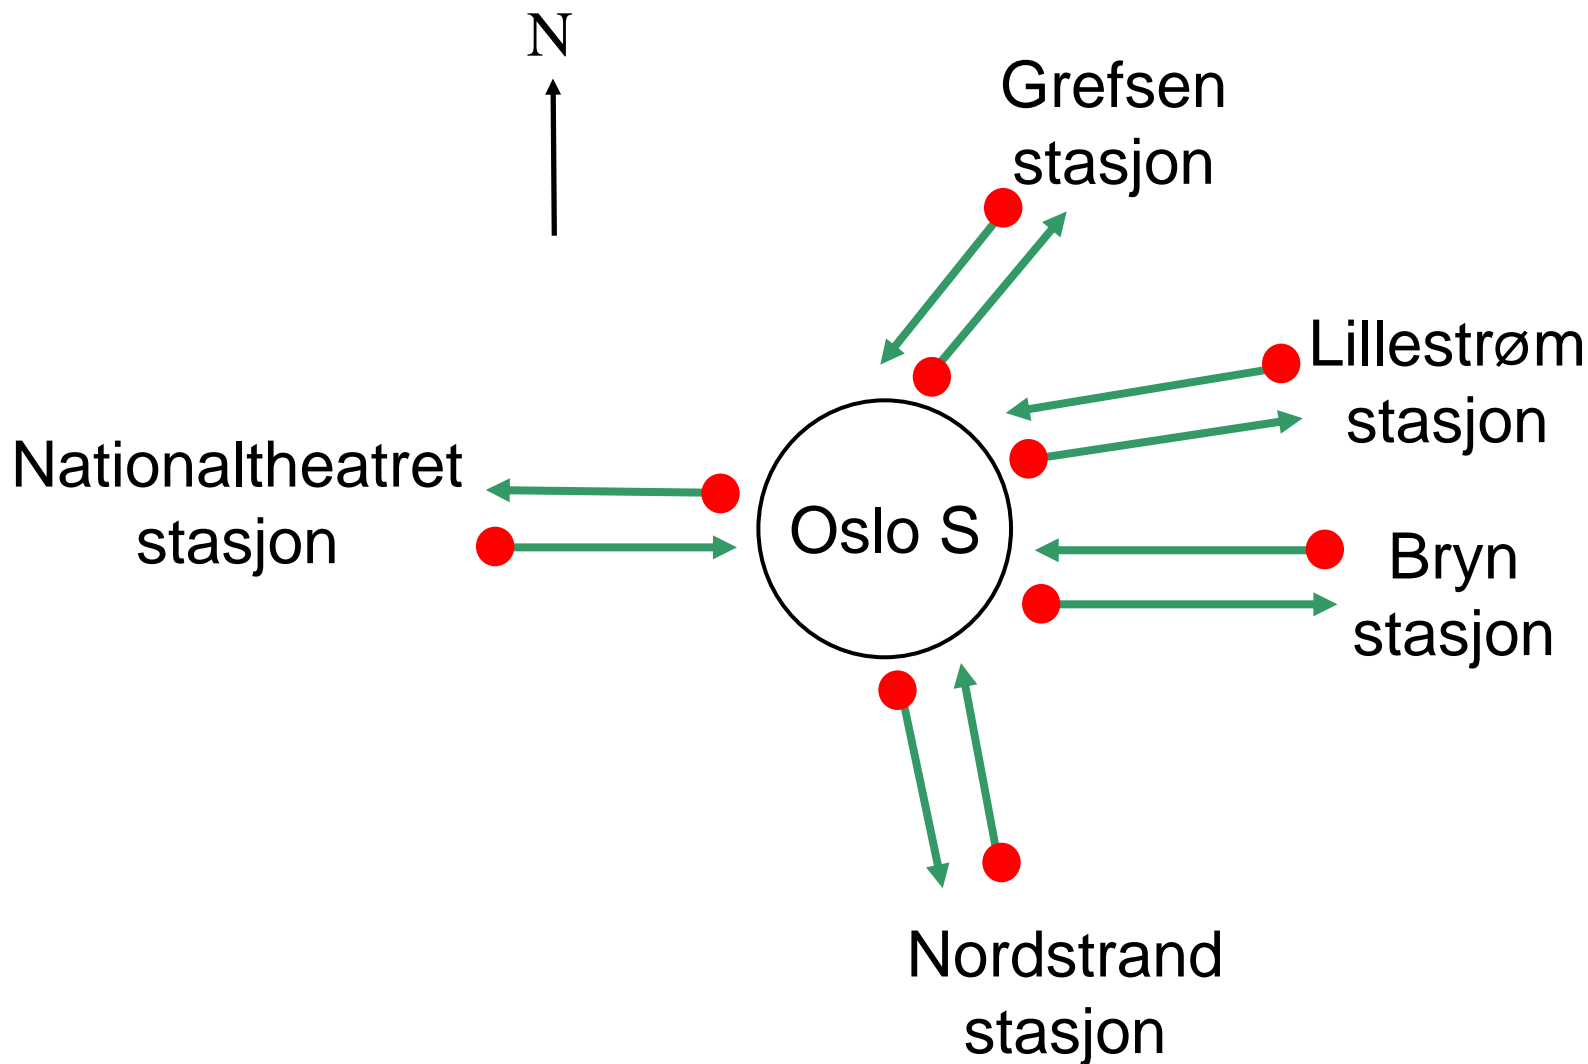 N
Grefsen
stasjon
Lillestrøm
stasjon
Nationaltheatret
stasjon
Oslo S
Bryn
stasjon
Nordstrand
stasjon